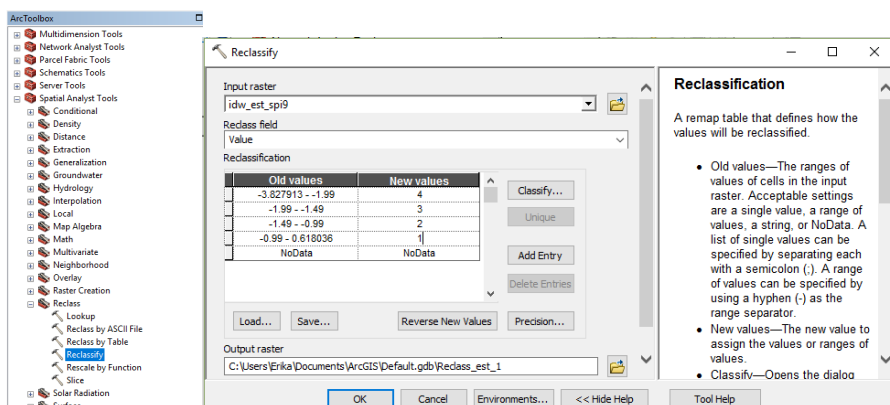 ArcToolbox
Multidimension Tools
Network Analyst Tools
Parcel Fabric Tools
Schematics Tools
Server Tools
Spatial Analyst Tools
Conditional
Density
Distance
Extraction
Generalization
Groundwater
Hydrology
Interpolation
Local
Map Algebra
Math
Multivariate
Neighborhood
Overlay
Raster Creation
Reclass
Lookup
Reclass by ASCII File
Reclass by Table
Reclassify
Rescale by Function
Slice
Solar Radiation
Reclassify
Input raster
idw_est_spi9
Reclass field
Value
Reclassification
Old values New values
-3.827913 - -1.99 4
-1.99 - -1.49 3
-1.49 - -0.99 2
-0.99 - 0.618036 1
NoData NoData
Classify...
Unique
Add Entry
Delete Entries
Load... Save... Reverse New Values Precision...
Output raster
C:\Users\Erika\Documents\ArcGIS\Default.gdb\Reclass_est_1
OK Cancel Environments... << Hide Help Tool Help
Reclassification
A remap table that defines how the
values will be reclassified.
• Old values—The ranges of
values of cells in the input
raster. Acceptable settings
are a single value, a range of
values, a string, or NoData. A
list of single values can be
specified by separating each
with a semicolon (;). A range
of values can be specified by
using a hyphen (-) as the
range separator.
• New values—The new value to
assign the values or ranges of
values.
• Classify—Opens the dialog